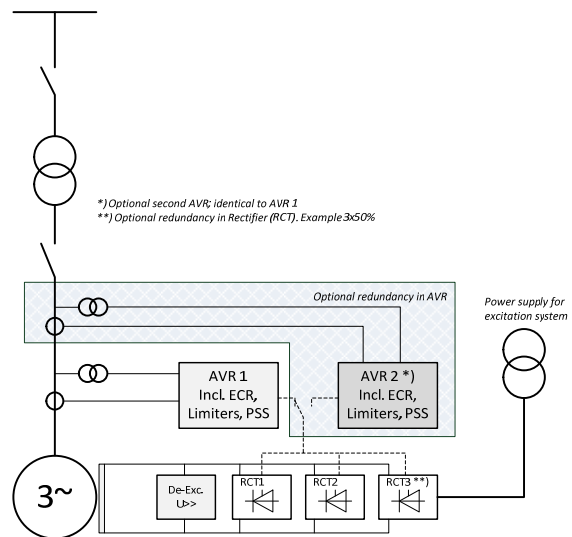 *) Optional second AVR; identical to AVR 1
**) Optional redundancy in Rectifier (RCT). Example 3x50%
Optional redundancy in AVR
Power supply for
excitation system
AVR 1
Incl. ECR,
Limiters, PSS
AVR 2 *)
Incl. ECR,
Limiters, PSS
3~
De-Exc.
U>>
RCT1
RCT2
RCT3 **)